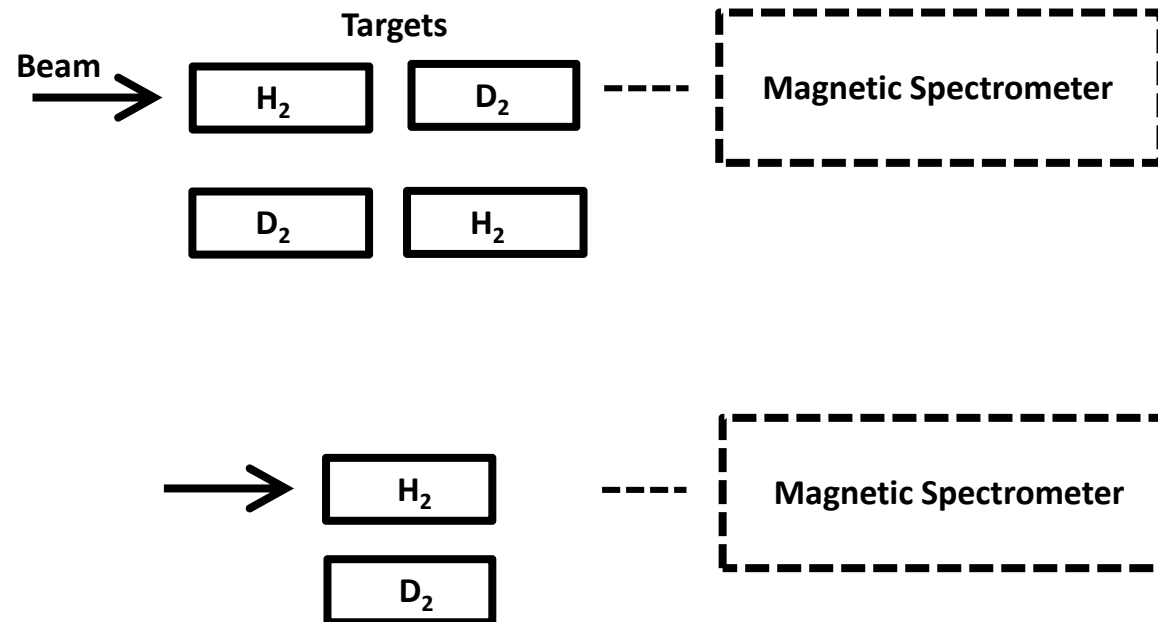 Targets
Beam
H₂
D₂
Magnetic Spectrometer
D₂
H₂
H₂
Magnetic Spectrometer
D₂